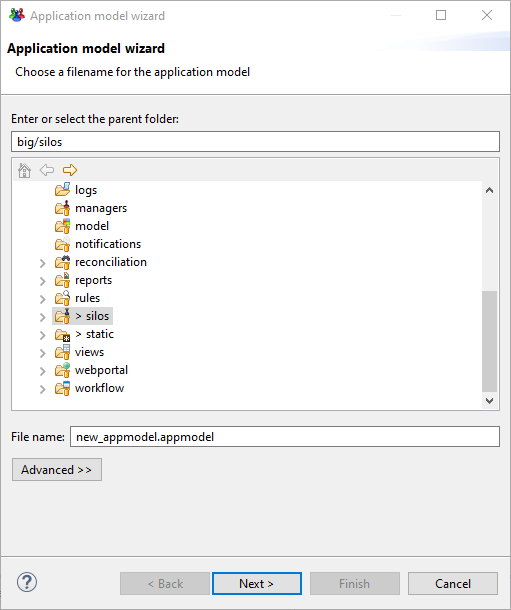 Application model wizard
Application model wizard
Choose a filename for the application model
Enter or select the parent folder:
big/silos
logs
managers
model
notifications
reconciliation
reports
rules
> silos
> static
views
webportal
workflow
File name: new_appmodel.appmodel
Advanced >>
? < Back Next > Finish Cancel